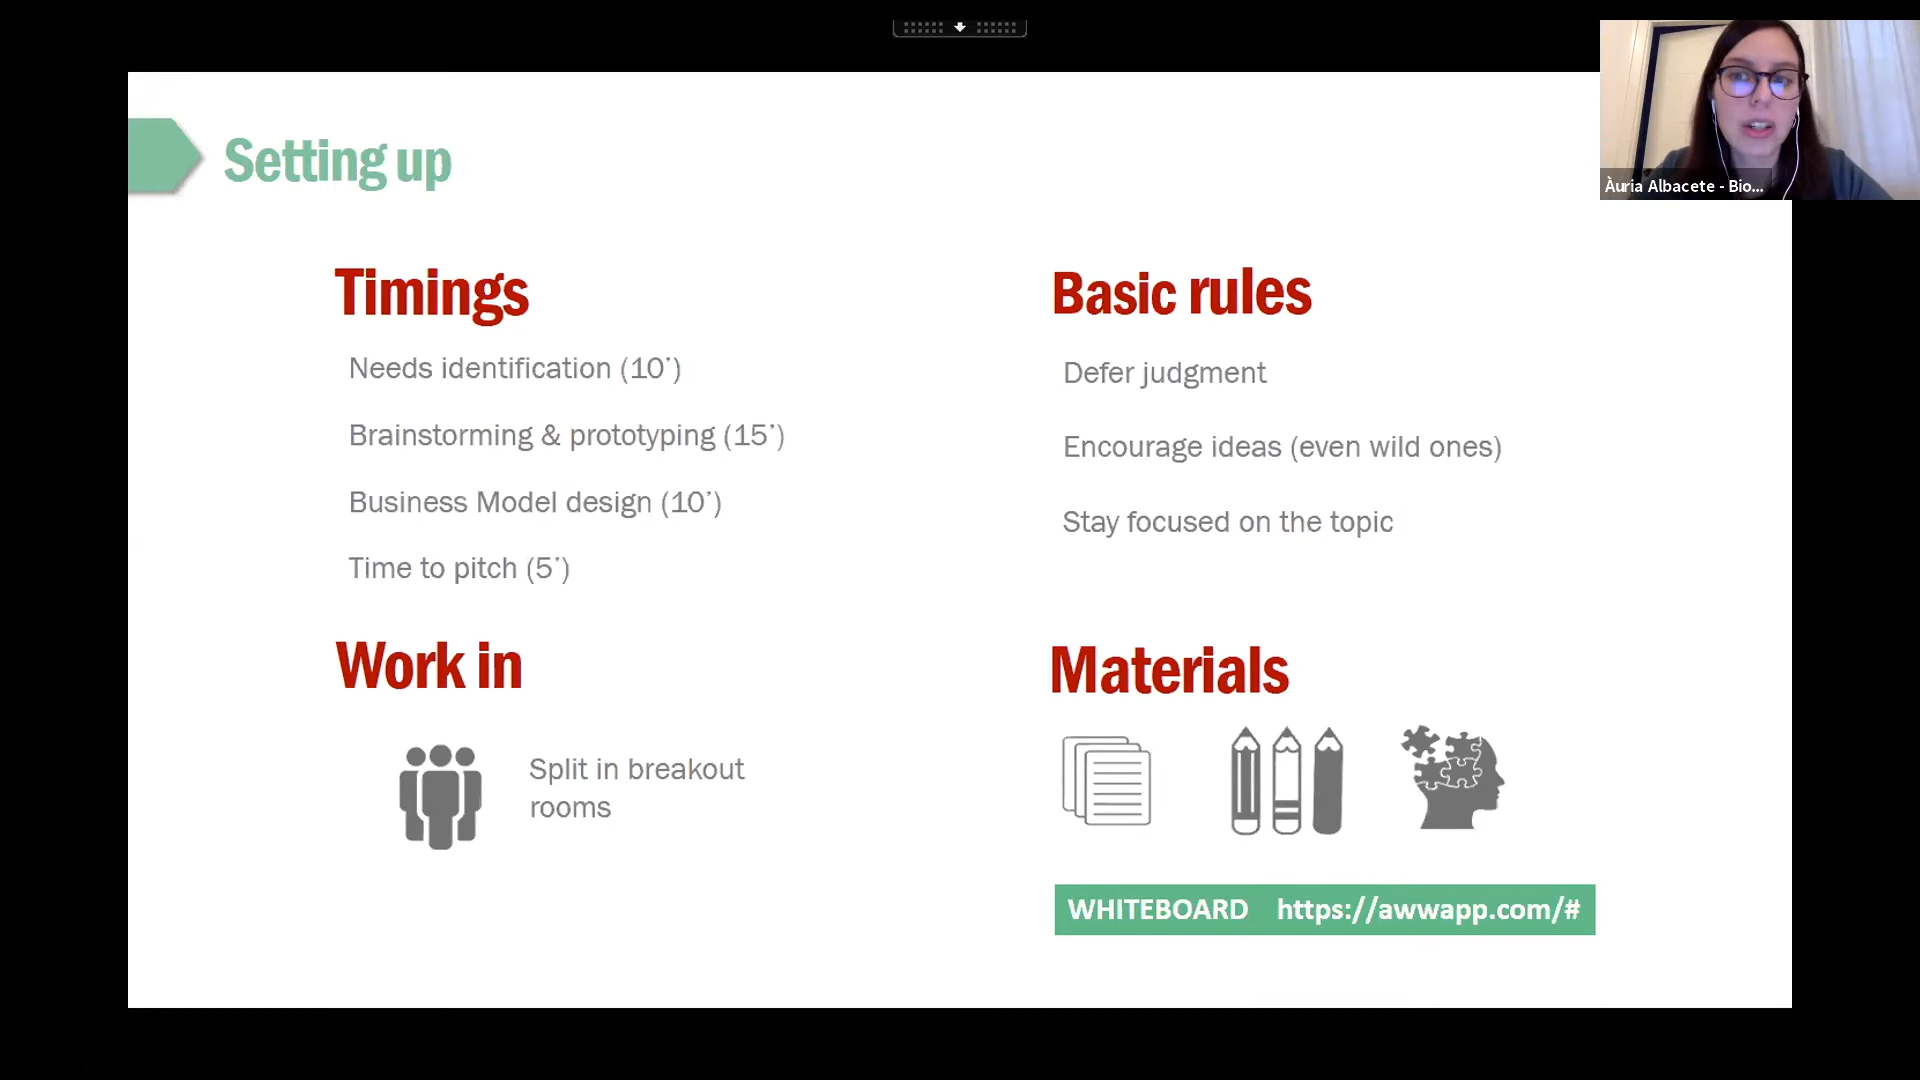 Setting up
Timings
Needs identification (10’)
Brainstorming & prototyping (15’)
Business Model design (10’)
Time to pitch (5’)
Basic rules
Defer judgment
Encourage ideas (even wild ones)
Stay focused on the topic
Work in
Split in breakout
rooms
Materials
WHITEBOARD https://awwapp.com/#
Àuria Albacete - Bio...